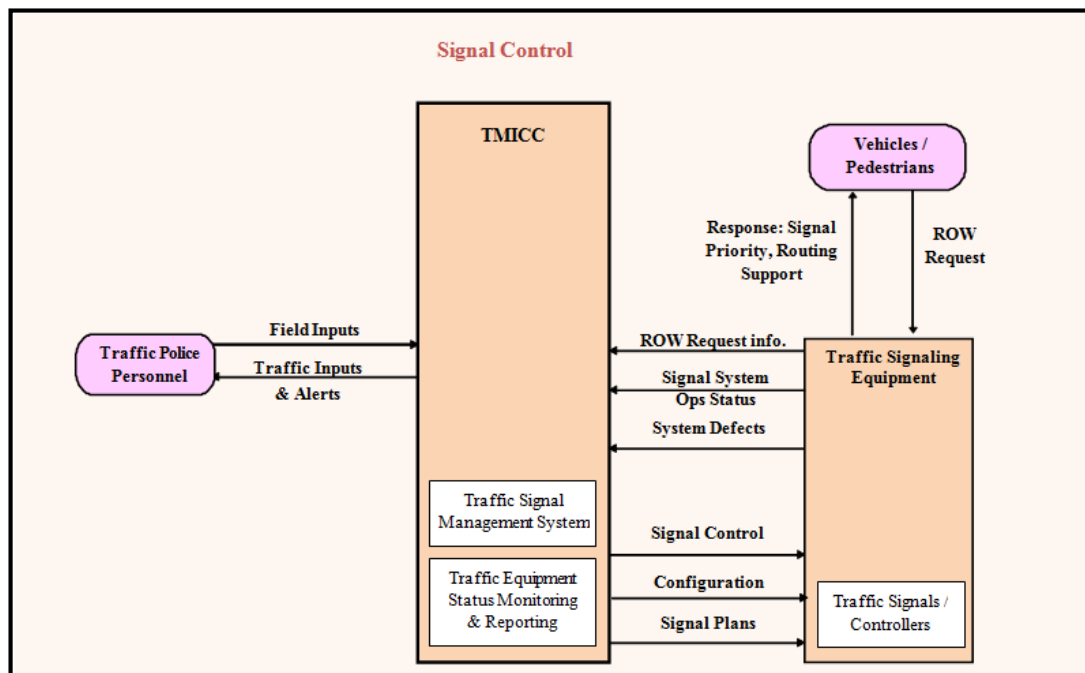 Signal Control
TMICC
Vehicles /
Pedestrians
Response: Signal
Priority, Routing
Support
ROW
Request
Field Inputs
Traffic Police
Personnel
Traffic Inputs
& Alerts
ROW Request info.
Signal System
Ops Status
System Defects
Traffic Signaling
Equipment
Traffic Signal
Management System
Signal Control
Traffic Equipment
Status Monitoring
& Reporting
Configuration
Signal Plans
Traffic Signals /
Controllers